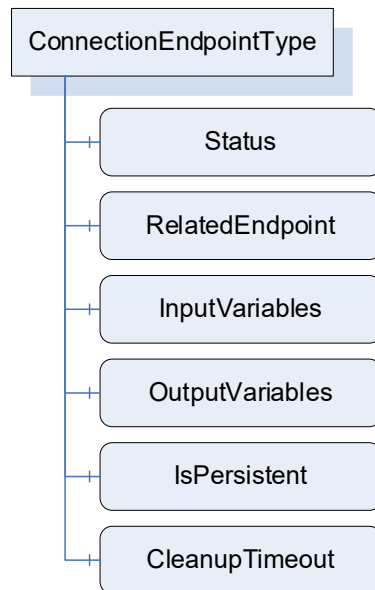 ConnectionEndpointType
Status
RelatedEndpoint
InputVariables
OutputVariables
IsPersistent
CleanupTimeout